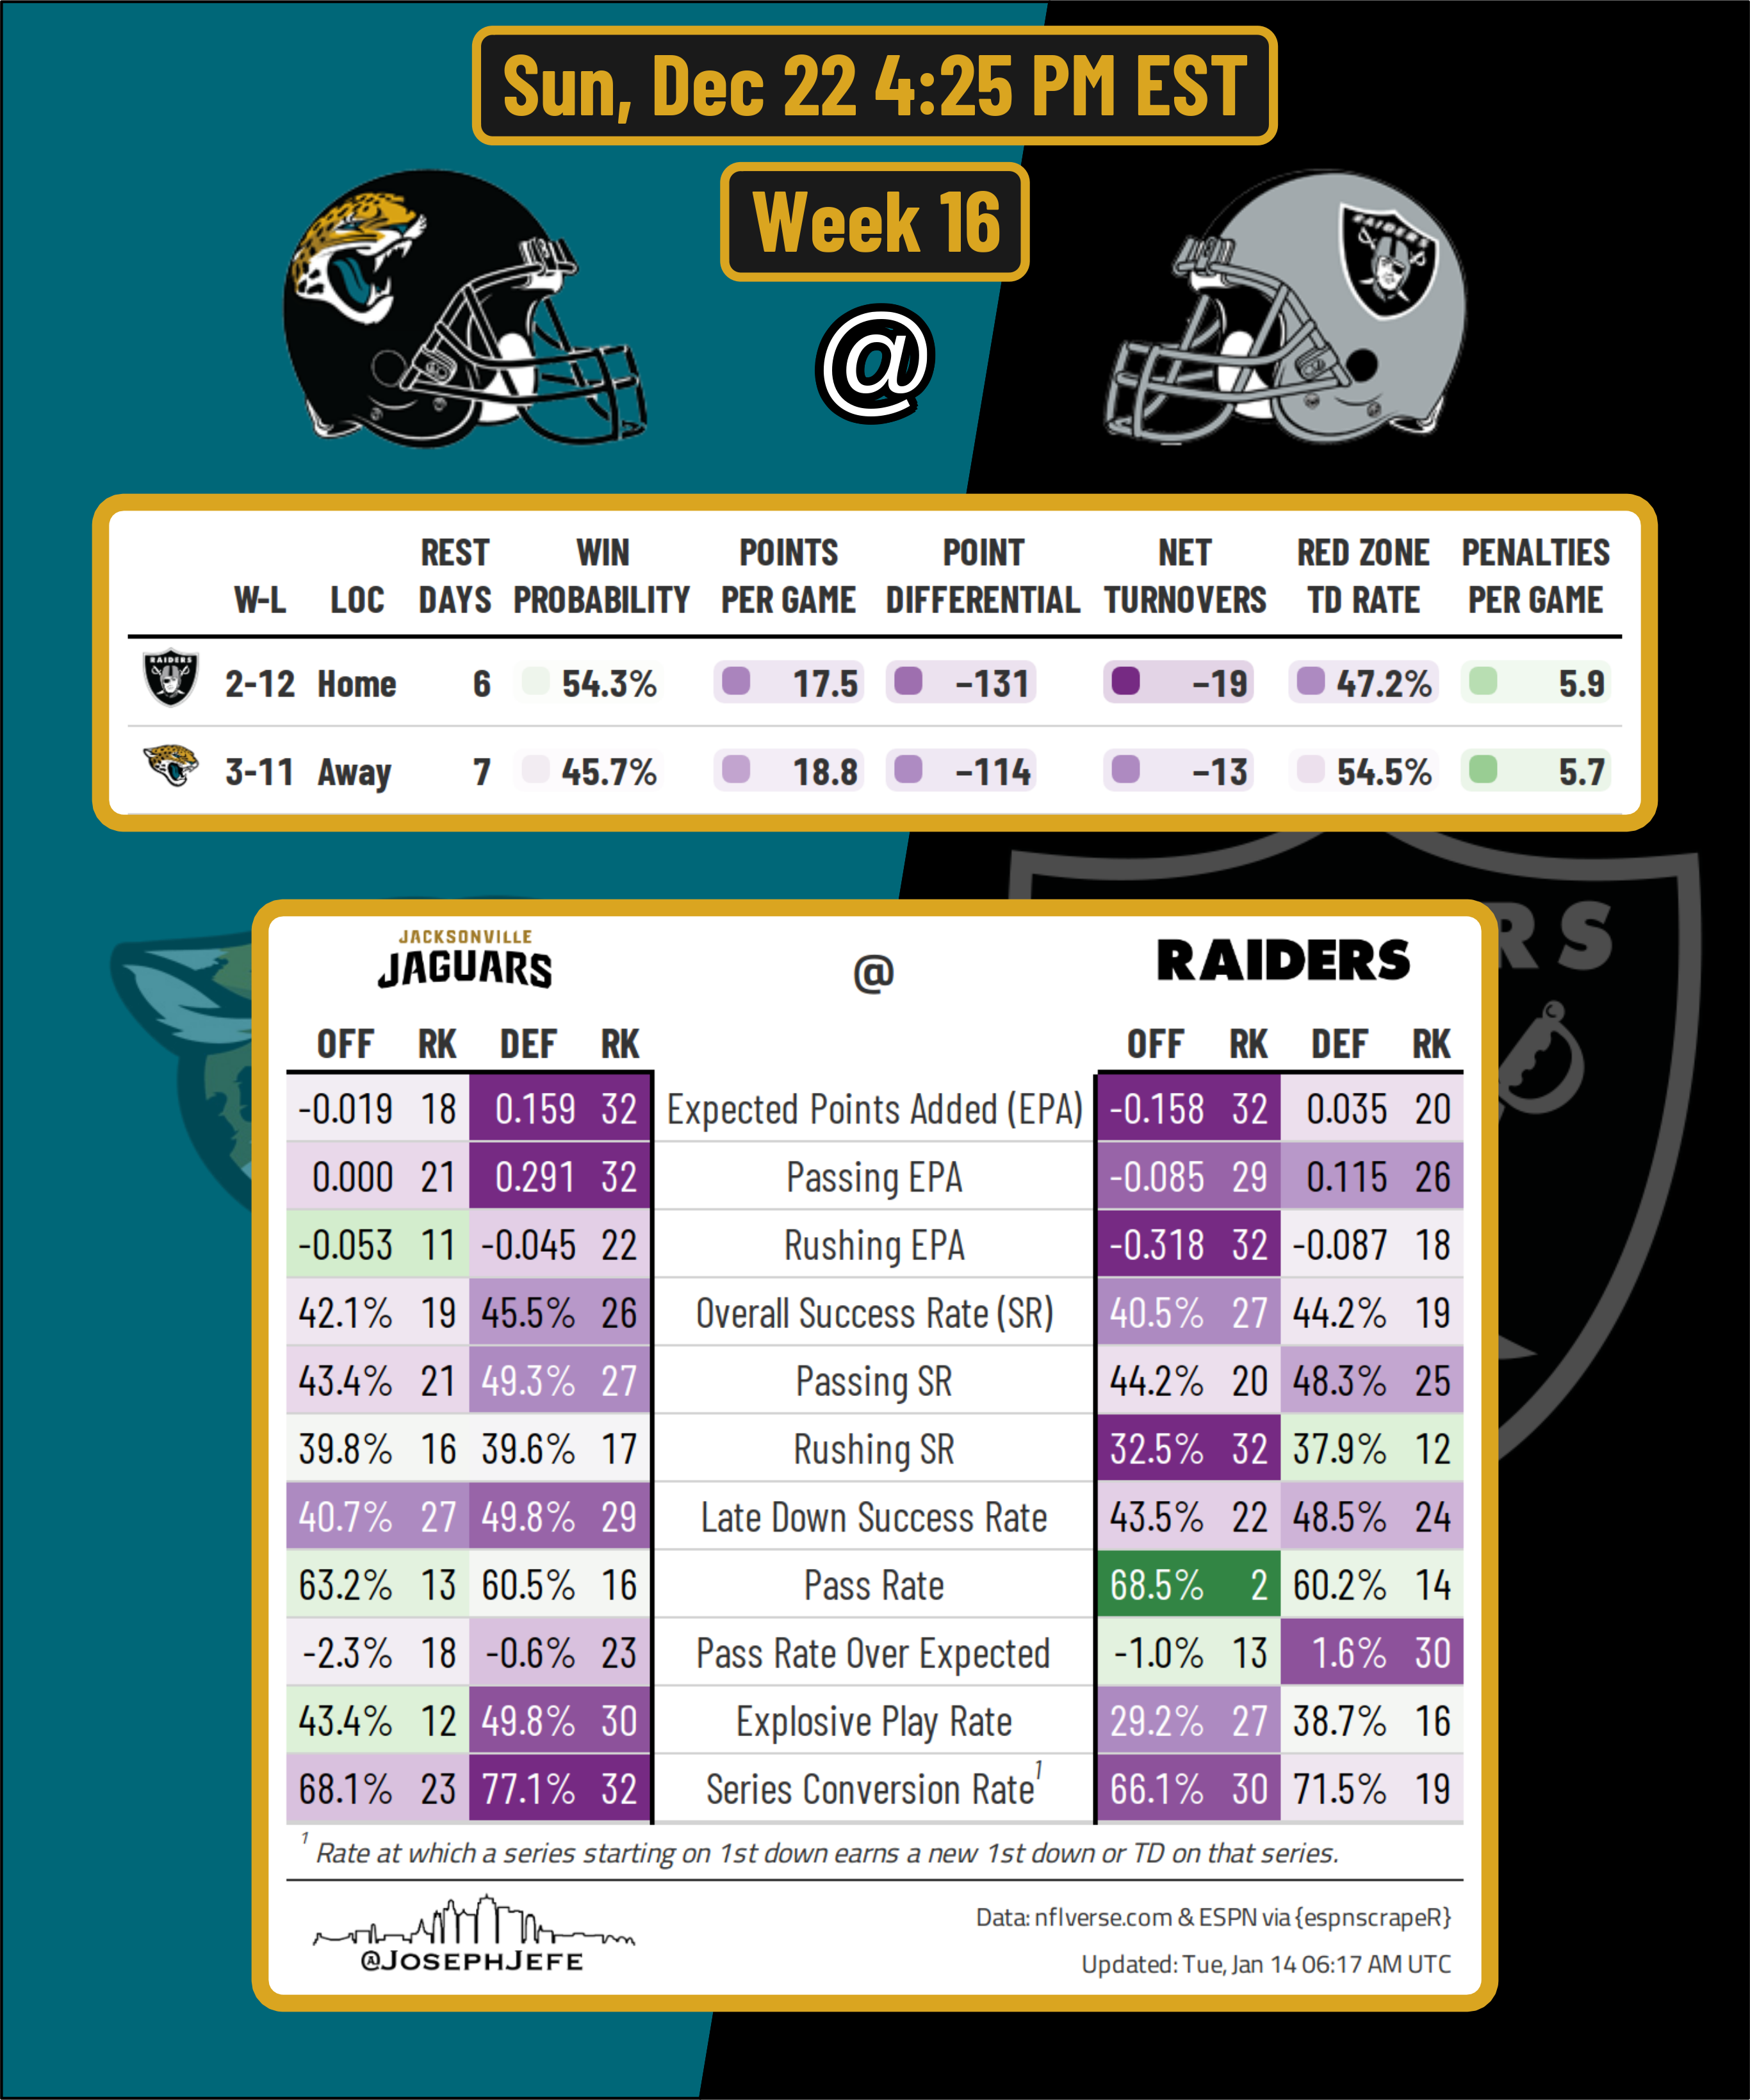 Sun, Dec 22 4:25 PM EST
Week 16
RAIDERS
@
W-L LOC REST DAYS WIN PROBABILITY POINTS PER GAME POINT DIFFERENTIAL NET TURNOVERS RED ZONE TD RATE PENALTIES PER GAME
RAIDERS 2-12 Home 6 54.3% 17.5 −131 −19 47.2% 5.9
3-11 Away 7 45.7% 18.8 −114 −13 54.5% 5.7
RS
JACKSONVILLE
JAGUARS @ RAIDERS
OFF RK DEF RK OFF RK DEF RK
-0.019 18 0.159 32 Expected Points Added (EPA) -0.158 32 0.035 20
0.000 21 0.291 32 Passing EPA -0.085 29 0.115 26
-0.053 11 -0.045 22 Rushing EPA -0.318 32 -0.087 18
42.1% 19 45.5% 26 Overall Success Rate (SR) 40.5% 27 44.2% 19
43.4% 21 49.3% 27 Passing SR 44.2% 20 48.3% 25
39.8% 16 39.6% 17 Rushing SR 32.5% 32 37.9% 12
40.7% 27 49.8% 29 Late Down Success Rate 43.5% 22 48.5% 24
63.2% 13 60.5% 16 Pass Rate 68.5% 2 60.2% 14
-2.3% 18 -0.6% 23 Pass Rate Over Expected -1.0% 13 1.6% 30
43.4% 12 49.8% 30 Explosive Play Rate 29.2% 27 38.7% 16
68.1% 23 77.1% 32 Series Conversion Rate¹ 66.1% 30 71.5% 19
¹ Rate at which a series starting on 1st down earns a new 1st down or TD on that series.
@JOSEPHJEFE
Data: nflverse.com & ESPN via {espnscrapeR}
Updated: Tue, Jan 14 06:17 AM UTC